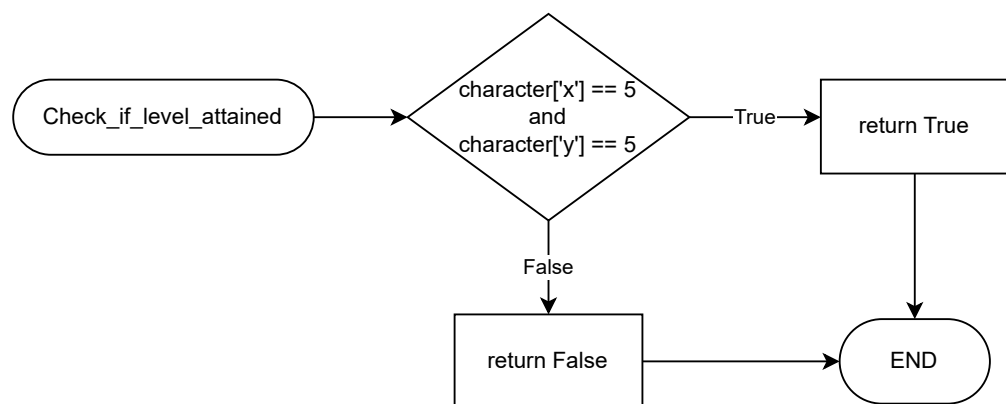 Check_if_level_attained
character['x'] == 5
and
character['y'] == 5
True
return True
False
return False
END